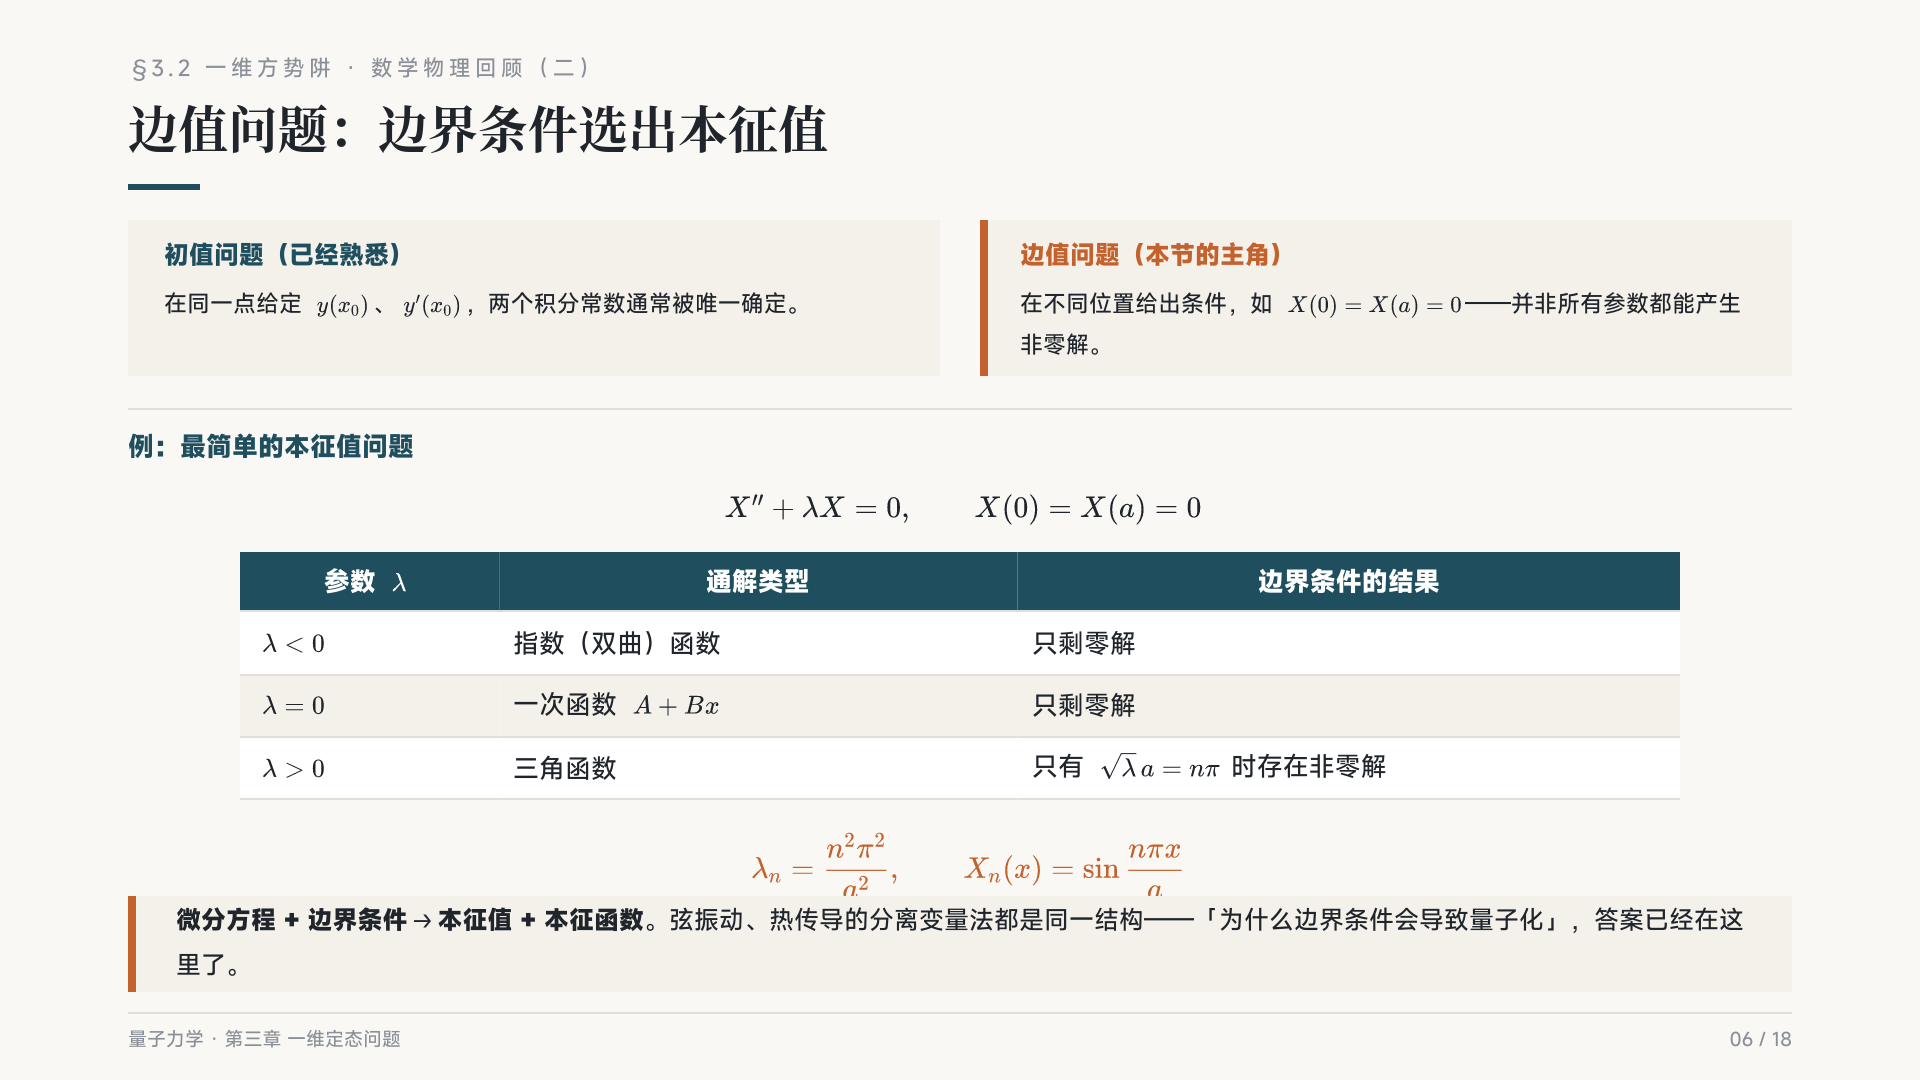 §3.2 一维方势阱 · 数学物理回顾（二）
边值问题：边界条件选出本征值
初值问题（已经熟悉）
在同一点给定 y(x₀)、y′(x₀)，两个积分常数通常被唯一确定。
边值问题（本节的主角）
在不同位置给出条件，如 X(0) = X(a) = 0——并非所有参数都能产生
非零解。
例：最简单的本征值问题
X″ + λX = 0,  X(0) = X(a) = 0
参数 λ 通解类型 边界条件的结果
λ < 0 指数（双曲）函数 只剩零解
λ = 0 一次函数 A + Bx 只剩零解
λ > 0 三角函数 只有 √λ a = nπ 时存在非零解
λₙ = n²π²/a²,  Xₙ(x) = sin nπx/a
微分方程 + 边界条件 → 本征值 + 本征函数。弦振动、热传导的分离变量法都是同一结构——「为什么边界条件会导致量子化」，答案已经在这
里了。
量子力学 · 第三章 一维定态问题
06 / 18